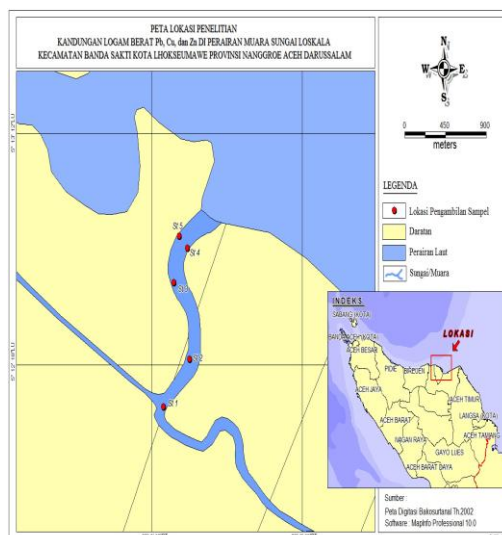 PETA LOKASI PENELITIAN
KANDUNGAN LOGAM BERAT Pb, Cu, dan Zn DI PERAIRAN MUARA SUNGAI LOSKALA
KECAMATAN BANDA SAKTI KOTA LHOKSEUMAWE PROVINSI NANGGROE ACEH DARUSSALAM
N
W E
S
0 450 900
meters
LEGENDA
Lokasi Pengambilan Sampel
Daratan
Perairan Laut
Sungai/Muara
St 5
St 4
St 3
St 2
St 1
INDEKS
SABANG (KOTA)
LOKASI
BANDA ACEH (KOTA)
ACEH BESAR
PIDIE
BIREUEN
ACEH JAYA
ACEH TIMUR
LANGSA (KOTA)
ACEH BARAT
ACEH TAMIANG
NAGAN RAYA
GAYO LUES
ACEH BARAT DAYA
Sumber :
Peta Digitasi Bakosurtanal Th.2002
Software : MapInfo Professional 10.0